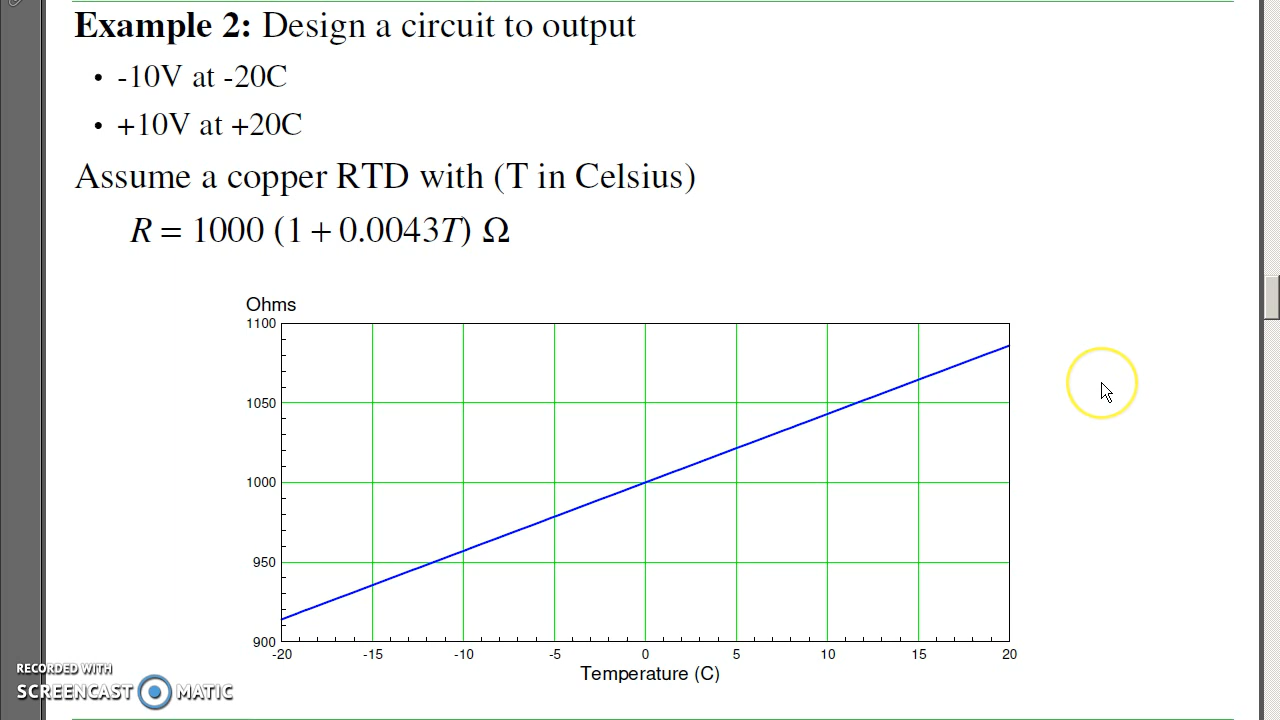 Example 2: Design a circuit to output
• -10V at -20C
• +10V at +20C
Assume a copper RTD with (T in Celsius)
R = 1000 (1 + 0.0043T) Ω
Ohms
1100
1050
1000
950
900
-20 -15 -10 -5 0 5 10 15 20
Temperature (C)
RECORDED WITH
SCREENCAST MATIC